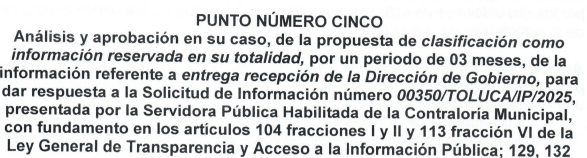 PUNTO NÚMERO CINCO
Análisis y aprobación en su caso, de la propuesta de clasificación como
información reservada en su totalidad, por un periodo de 03 meses, de la
información referente a entrega recepción de la Dirección de Gobierno, para
dar respuesta a la Solicitud de Información número 00350/TOLUCA/IP/2025,
presentada por la Servidora Pública Habilitada de la Contraloría Municipal,
con fundamento en los artículos 104 fracciones I y II y 113 fracción VI de la
Ley General de Transparencia y Acceso a la Información Pública; 129, 132